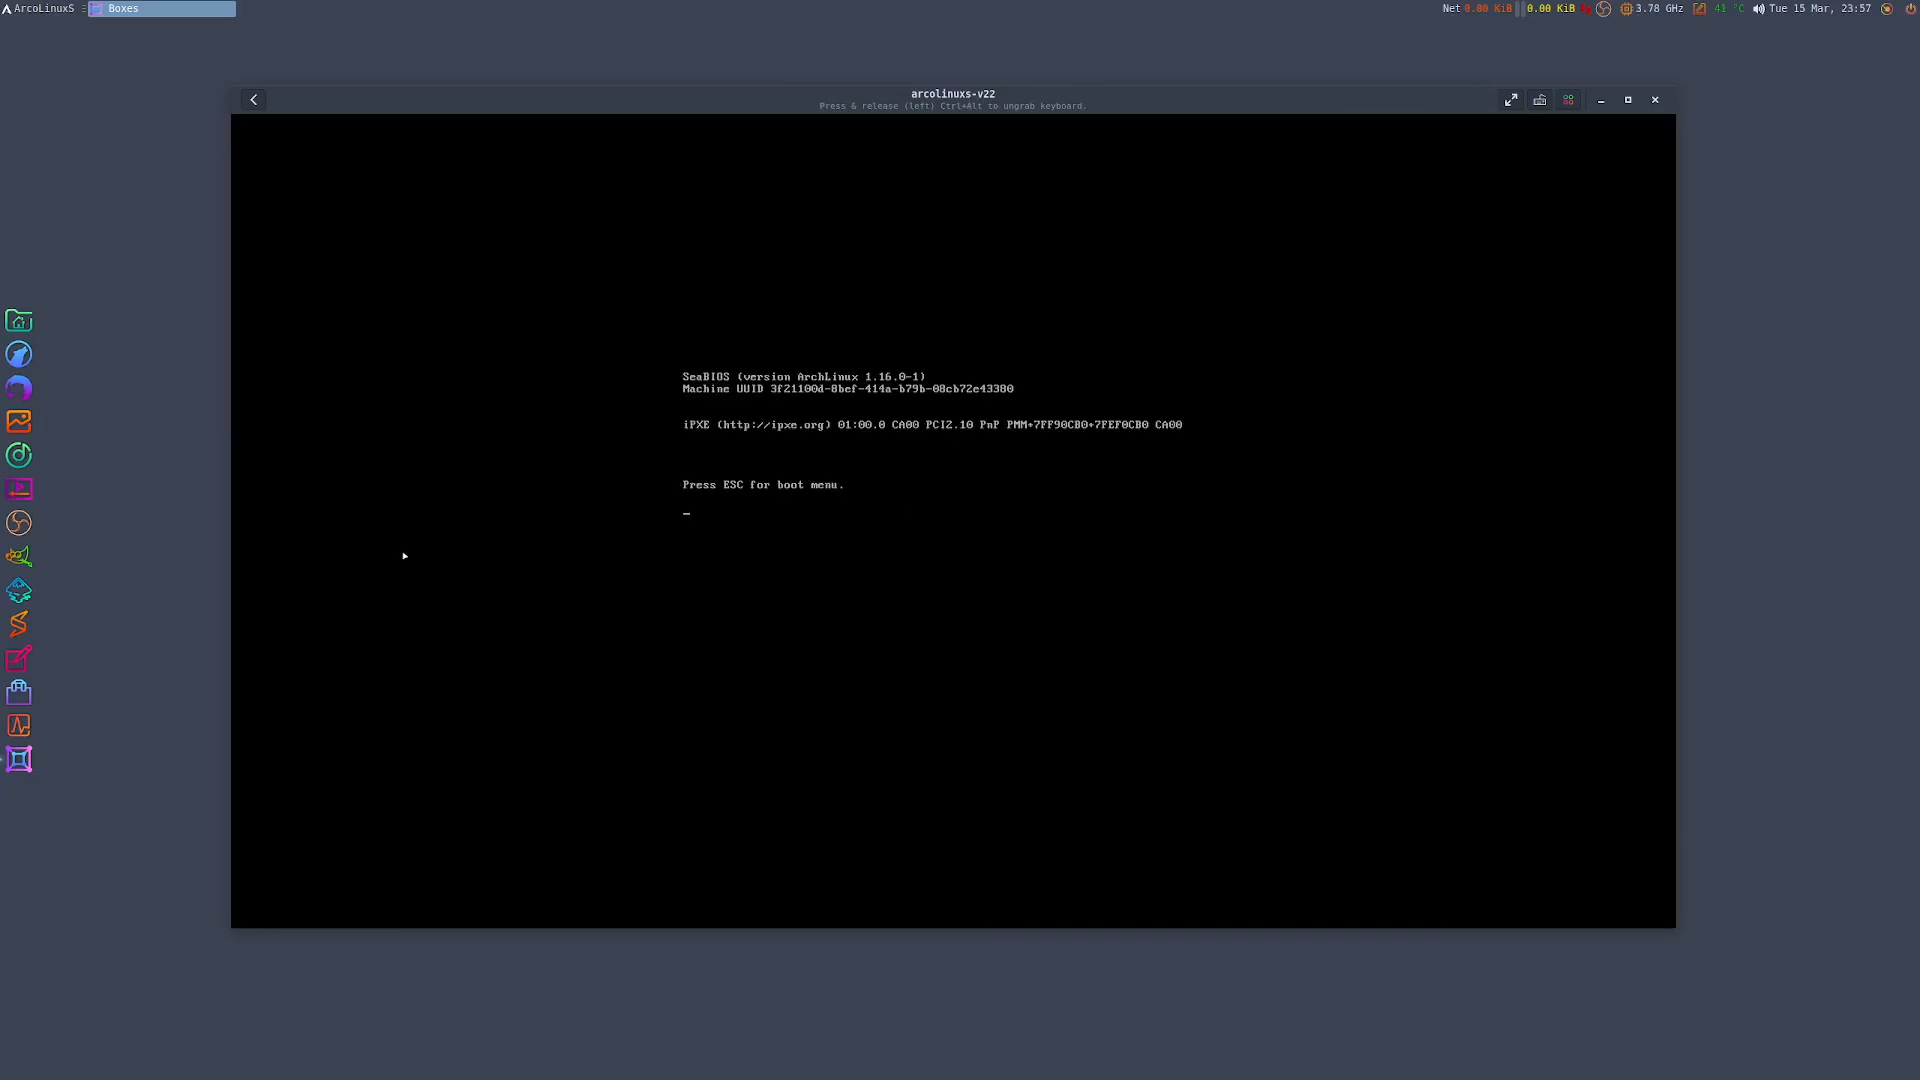 ArcoLinuxS
Boxes
Net 0.00 KiB 0.00 KiB 3.78 GHz 41 °C Tue 15 Mar, 23:57
arcolinuxs-v22
Press & release (left) Ctrl+Alt to ungrab keyboard.
SeaBIOS (version ArchLinux 1.16.0-1)
Machine UUID 3f21100d-8bef-414a-b79b-08cb72e43380
iPXE (http://ipxe.org) 01:00.0 CA00 PCI2.10 PnP PMM+7FF90CB0+7FEF0CB0 CA00
Press ESC for boot menu.